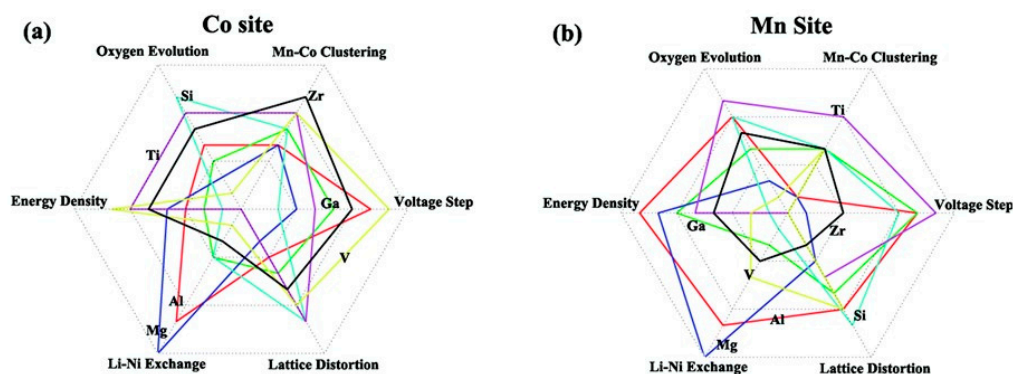 (a)
Co site
Oxygen Evolution
Mn-Co Clustering
Si
Zr
Ti
Energy Density
Ga
Voltage Step
V
Al
Mg
Li-Ni Exchange
Lattice Distortion
(b)
Mn Site
Oxygen Evolution
Mn-Co Clustering
Ti
Energy Density
Ga
Zr
Voltage Step
V
Al
Si
Mg
Li-Ni Exchange
Lattice Distortion